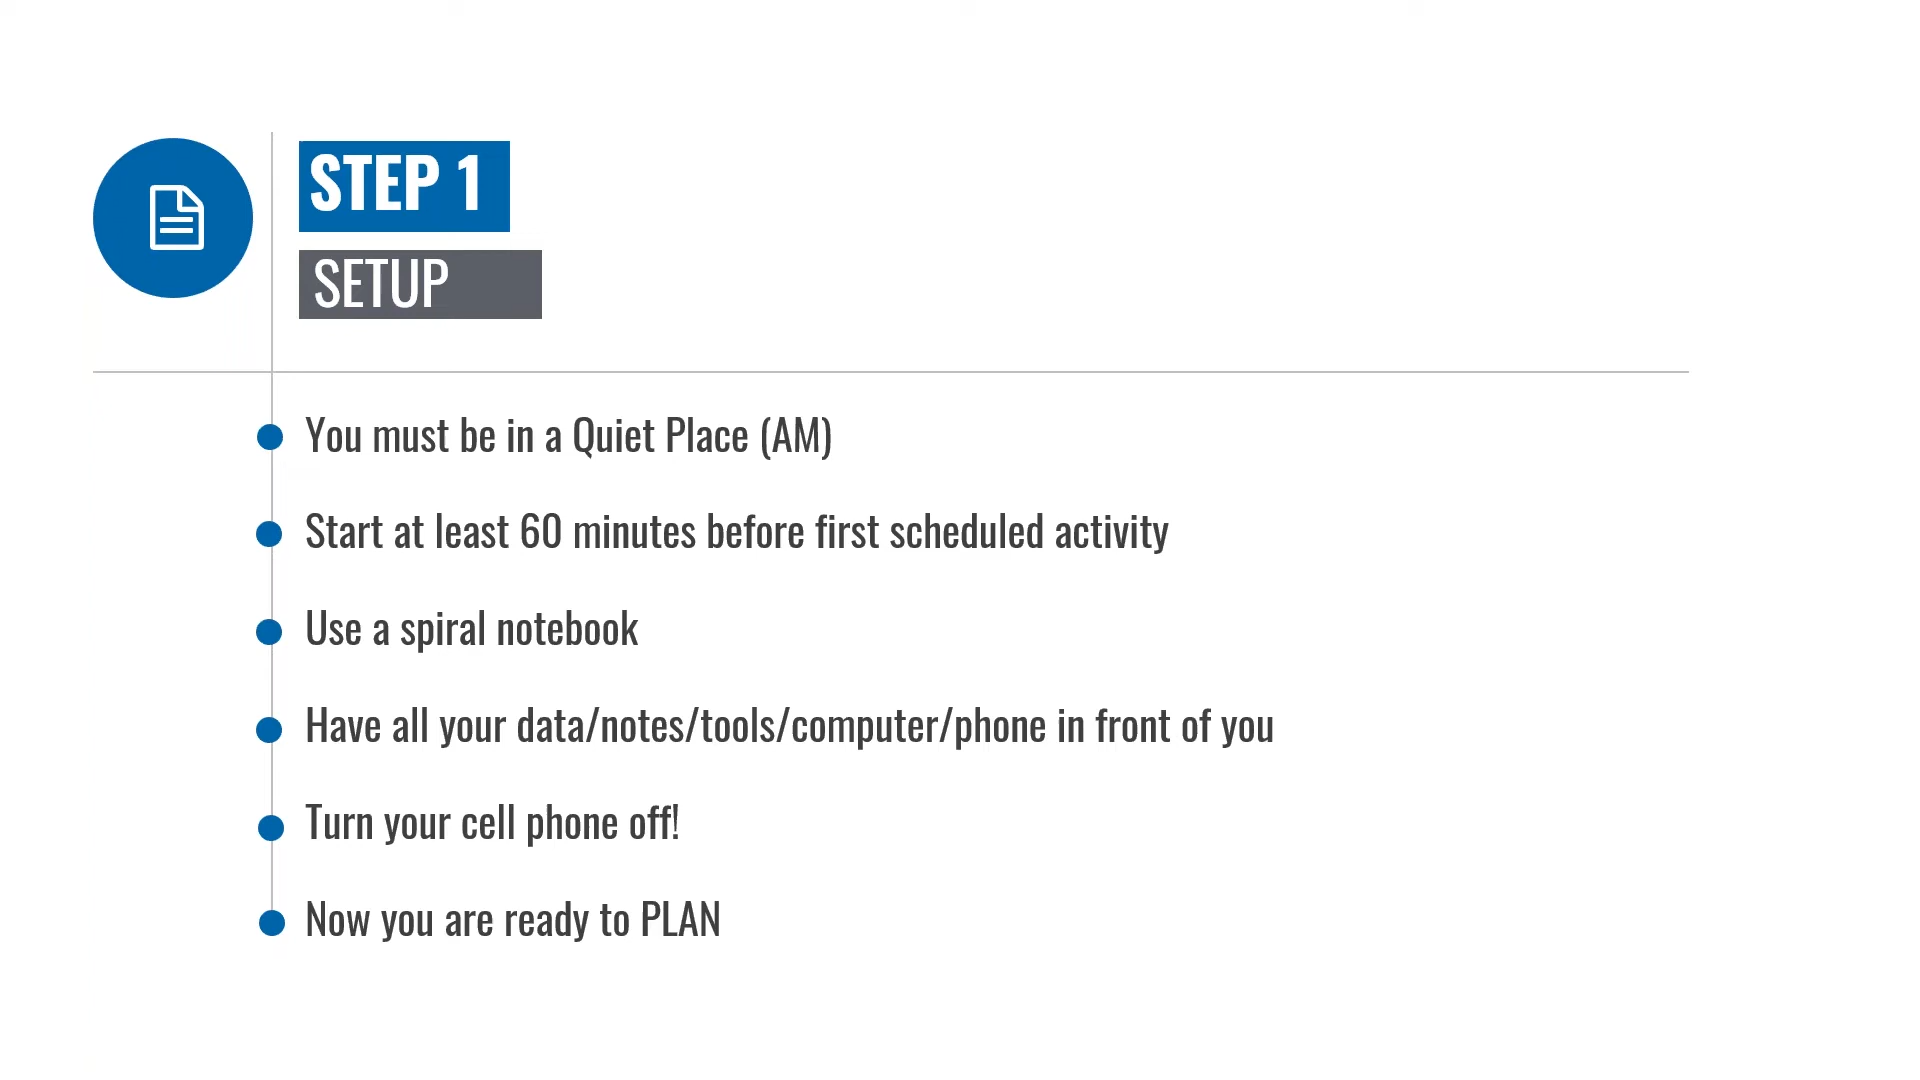 STEP 1
SETUP
You must be in a Quiet Place (AM)
Start at least 60 minutes before first scheduled activity
Use a spiral notebook
Have all your data/notes/tools/computer/phone in front of you
Turn your cell phone off!
Now you are ready to PLAN